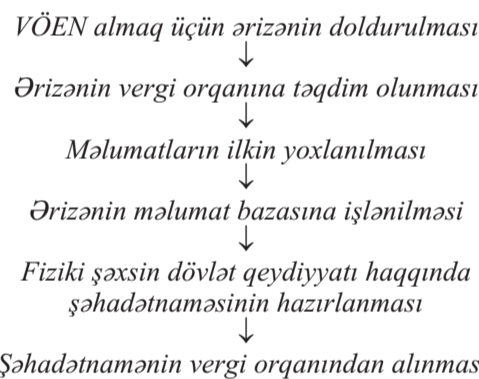 VÖEN almaq üçün ərizənin doldurulması
↓
Ərizənin vergi orqanına təqdim olunması
↓
Məlumatların ilkin yoxlanılması
↓
Ərizənin məlumat bazasına işlənilməsi
↓
Fiziki şəxsin dövlət qeydiyyatı haqqında
şəhadətnaməsinin hazırlanması
↓
Şəhadətnamənin vergi orqanından alınmas